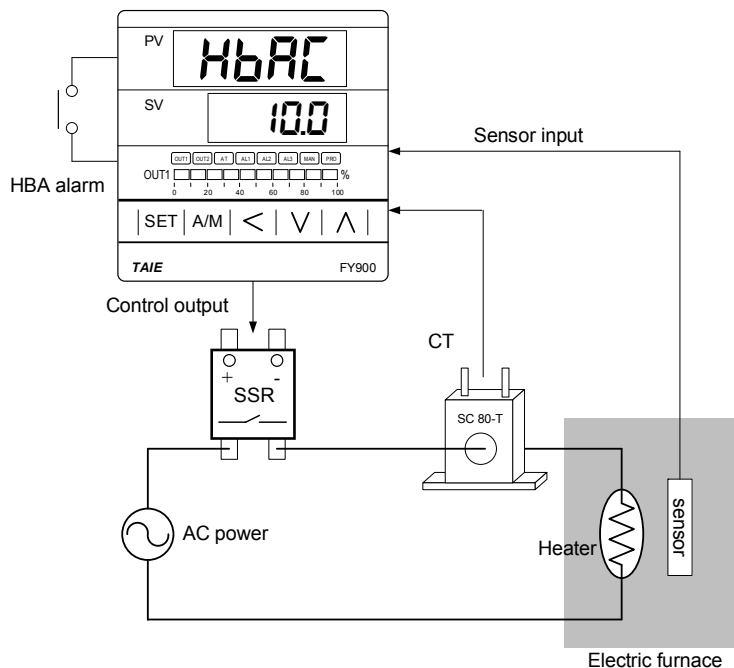 PV
HbAC
SV
10.0
OUT1 OUT2 AT AL1 AL2 AL3 MAN PRO
OUT1 %
0 20 40 60 80 100
SET A/M < ∨ ∧
TAIE FY900
HBA alarm
Sensor input
Control output
CT
+ -
SSR
SC 80-T
AC power
Heater
sensor
Electric furnace